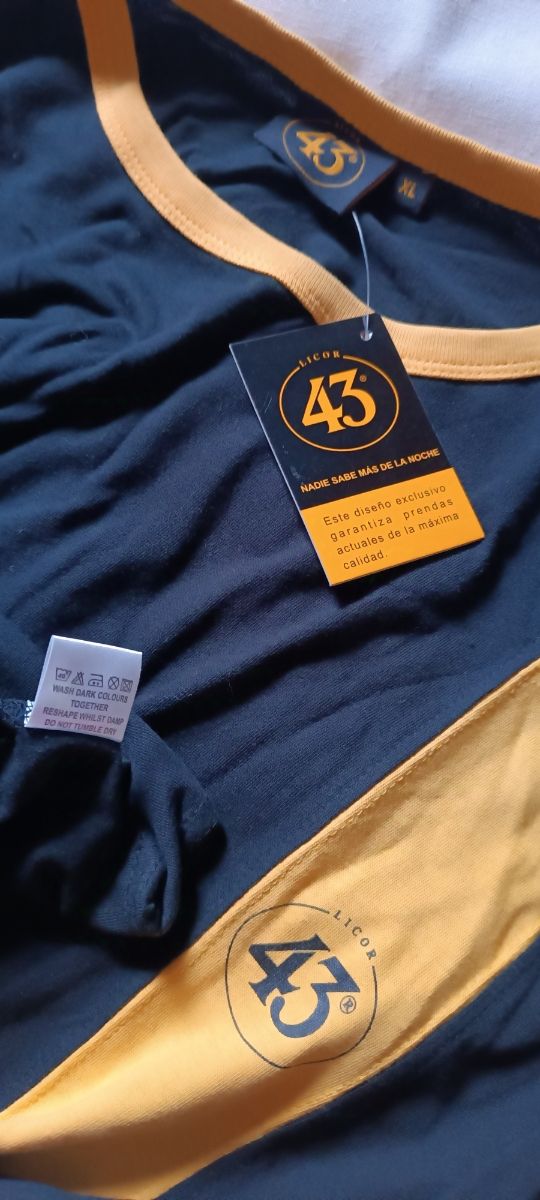 LICOR
43
XL
LICOR
43®
NADIE SABE MÁS DE LA NOCHE
Este diseño exclusivo
garantiza prendas
actuales de la máxima
calidad.
40
WASH DARK COLOURS
TOGETHER
RESHAPE WHILST DAMP
DO NOT TUMBLE DRY
LICOR
43®